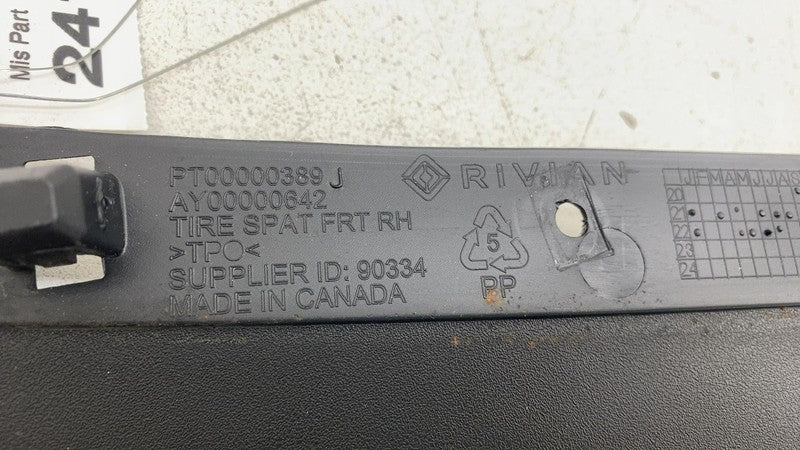 Mis Part
24
PT00000389 J
AY00000642
TIRE SPAT FRT RH
>TPO<
SUPPLIER ID: 90334
MADE IN CANADA
RIVIAN
5
PP
J F M A M J J A S
20
21
22
23
24